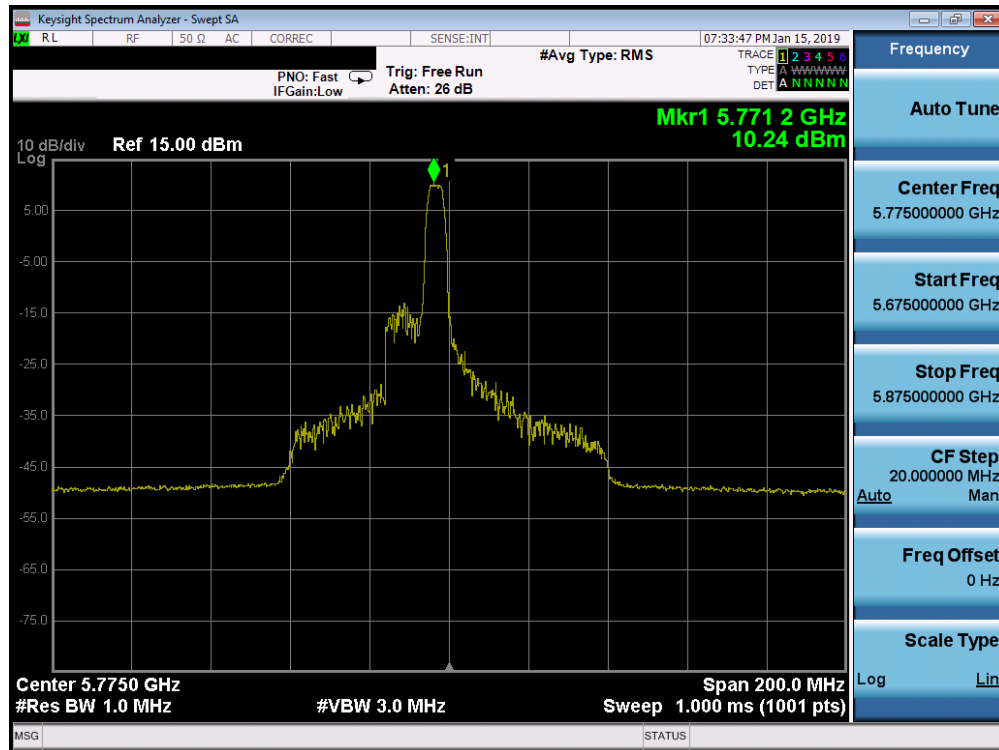 Keysight Spectrum Analyzer - Swept SA
LXI RL RF 50 Ω AC CORREC SENSE:INT 07:33:47 PM Jan 15, 2019
#Avg Type: RMS TRACE 1 2 3 4 5 6
PNO: Fast Trig: Free Run TYPE A WWWWW
IFGain:Low Atten: 26 dB DET A N N N N N
Mkr1 5.771 2 GHz
10.24 dBm
10 dB/div Ref 15.00 dBm
Log
1
5.00
-5.00
-15.0
-25.0
-35.0
-45.0
-55.0
-65.0
-75.0
Center 5.7750 GHz Span 200.0 MHz
#Res BW 1.0 MHz #VBW 3.0 MHz Sweep 1.000 ms (1001 pts)
MSG STATUS
Frequency
Auto Tune
Center Freq
5.775000000 GHz
Start Freq
5.675000000 GHz
Stop Freq
5.875000000 GHz
CF Step
20.000000 MHz
Auto Man
Freq Offset
0 Hz
Scale Type
Log Lin